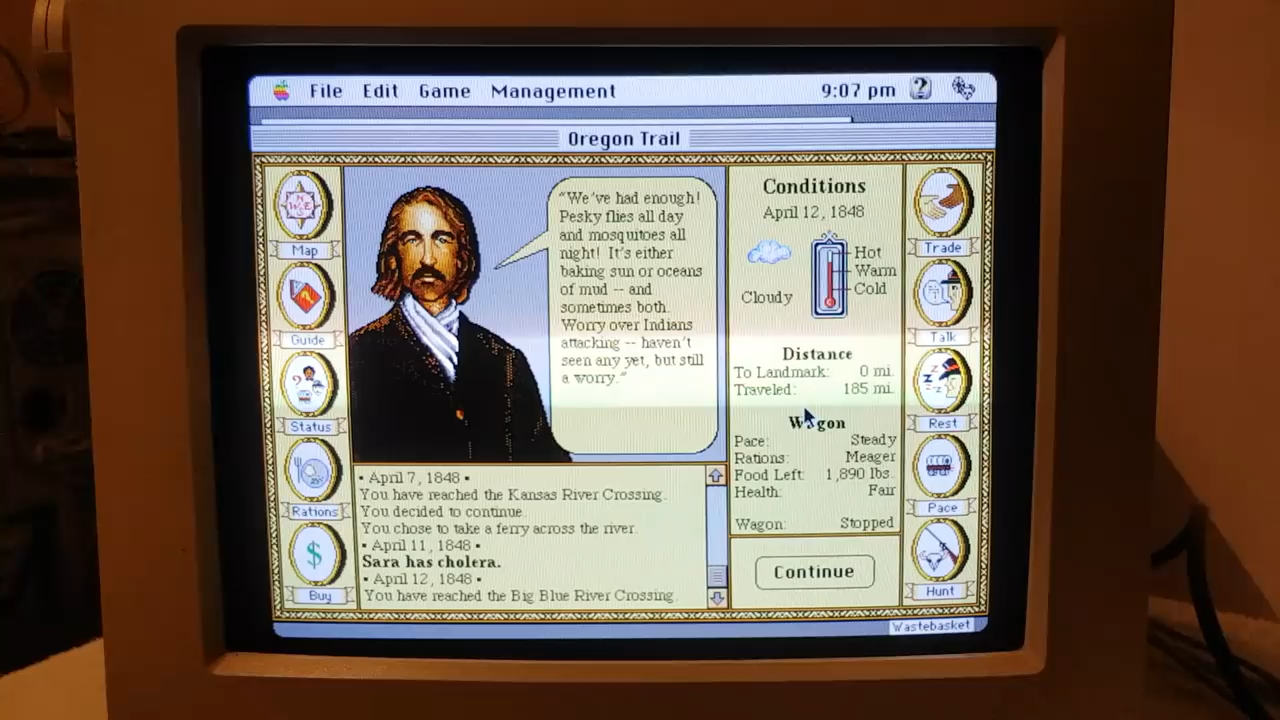 File Edit Game Management 9:07 pm
Oregon Trail
Map
Guide
Status
Rations
Buy
"We've had enough!
Pesky flies all day
and mosquitoes all
night! It's either
baking sun or oceans
of mud -- and
sometimes both.
Worry over Indians
attacking -- haven't
seen any yet, but still
a worry."
• April 7, 1848 •
You have reached the Kansas River Crossing.
You decided to continue.
You chose to take a ferry across the river.
• April 11, 1848 •
Sara has cholera.
• April 12, 1848 •
You have reached the Big Blue River Crossing.
Conditions
April 12, 1848
Cloudy
Hot
Warm
Cold
Distance
To Landmark: 0 mi.
Traveled: 185 mi.
Wagon
Pace: Steady
Rations: Meager
Food Left: 1,890 lbs.
Health: Fair
Wagon: Stopped
Continue
Trade
Talk
Rest
Pace
Hunt
Wastebasket